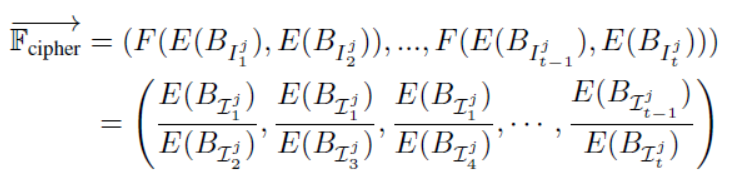 $\overrightarrow{\mathbb{F}_{\text{cipher}}} = (F(E(B_{I_1^j}), E(B_{I_2^j})), ..., F(E(B_{I_{t-1}^j}), E(B_{I_t^j})))$
$= \left( \frac{E(B_{\mathcal{I}_1^j})}{E(B_{\mathcal{I}_2^j})}, \frac{E(B_{\mathcal{I}_1^j})}{E(B_{\mathcal{I}_3^j})}, \frac{E(B_{\mathcal{I}_1^j})}{E(B_{\mathcal{I}_4^j})}, \cdots, \frac{E(B_{\mathcal{I}_{t-1}^j})}{E(B_{\mathcal{I}_t^j})} \right)$